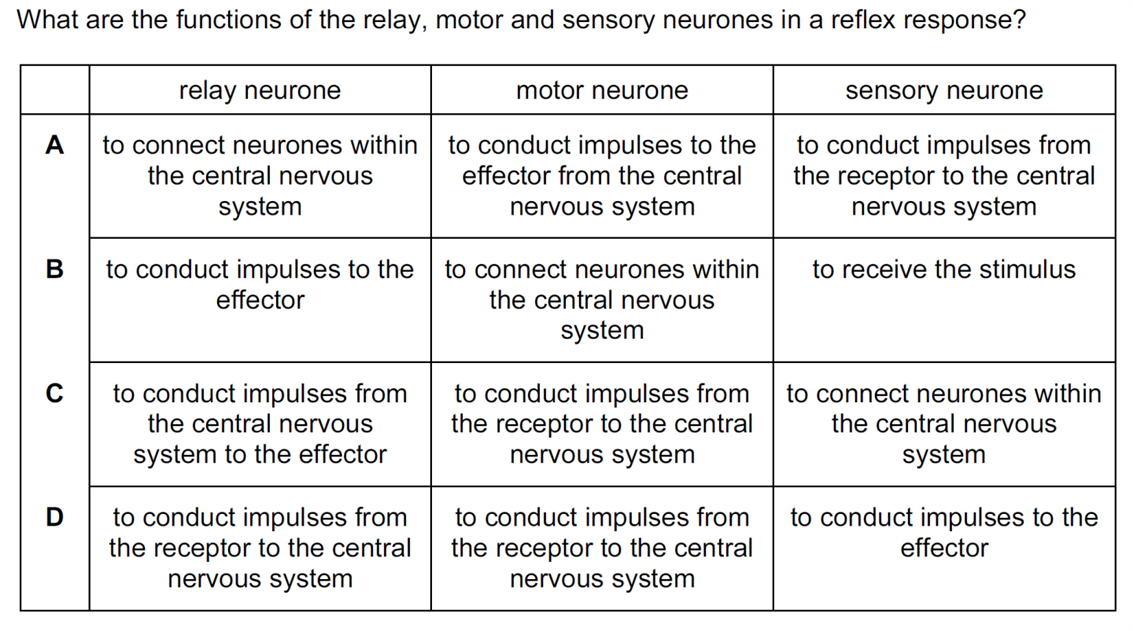 What are the functions of the relay, motor and sensory neurones in a reflex response?
relay neurone
motor neurone
sensory neurone
A
to connect neurones within
the central nervous
system
to conduct impulses to the
effector from the central
nervous system
to conduct impulses from
the receptor to the central
nervous system
B
to conduct impulses to the
effector
to connect neurones within
the central nervous
system
to receive the stimulus
C
to conduct impulses from
the central nervous
system to the effector
to conduct impulses from
the receptor to the central
nervous system
to connect neurones within
the central nervous
system
D
to conduct impulses from
the receptor to the central
nervous system
to conduct impulses from
the receptor to the central
nervous system
to conduct impulses to the
effector